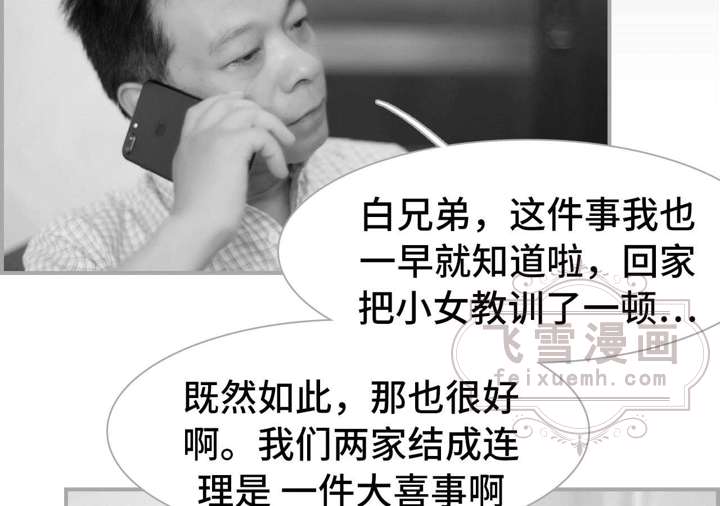 白兄弟，这件事我也
一早就知道啦，回家
把小女教训了一顿...
飞雪漫画
feixuemh.com
既然如此，那也很好
啊。我们两家结成连
理是 一件大喜事啊